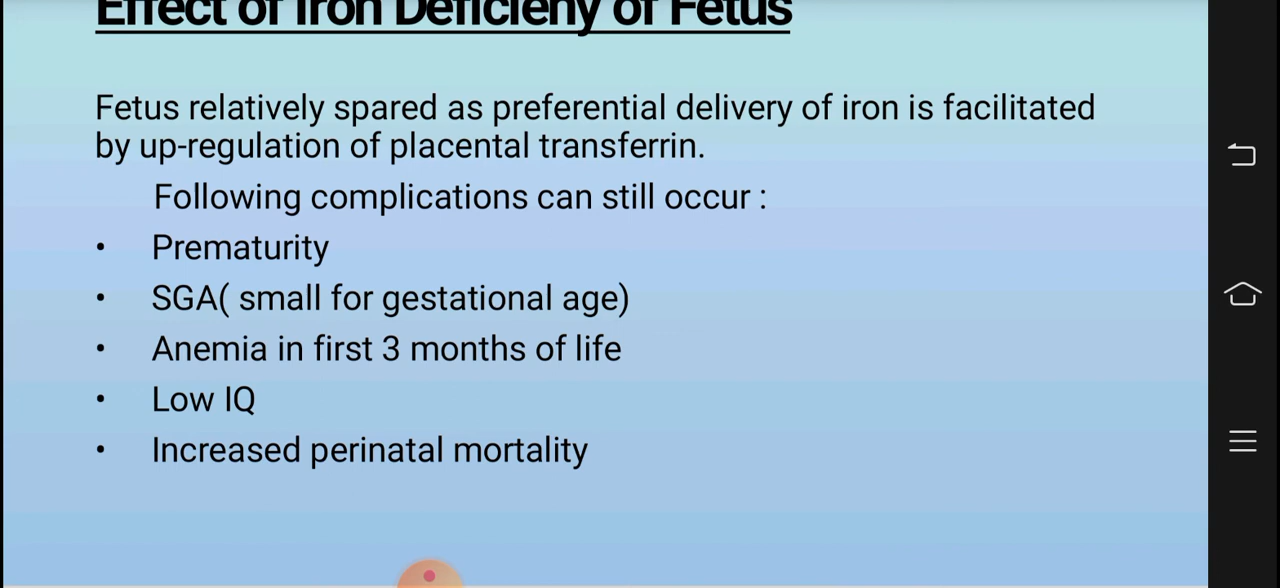 Effect of Iron Deficieny of Fetus
Fetus relatively spared as preferential delivery of iron is facilitated
by up-regulation of placental transferrin.
Following complications can still occur :
• Prematurity
• SGA( small for gestational age)
• Anemia in first 3 months of life
• Low IQ
• Increased perinatal mortality